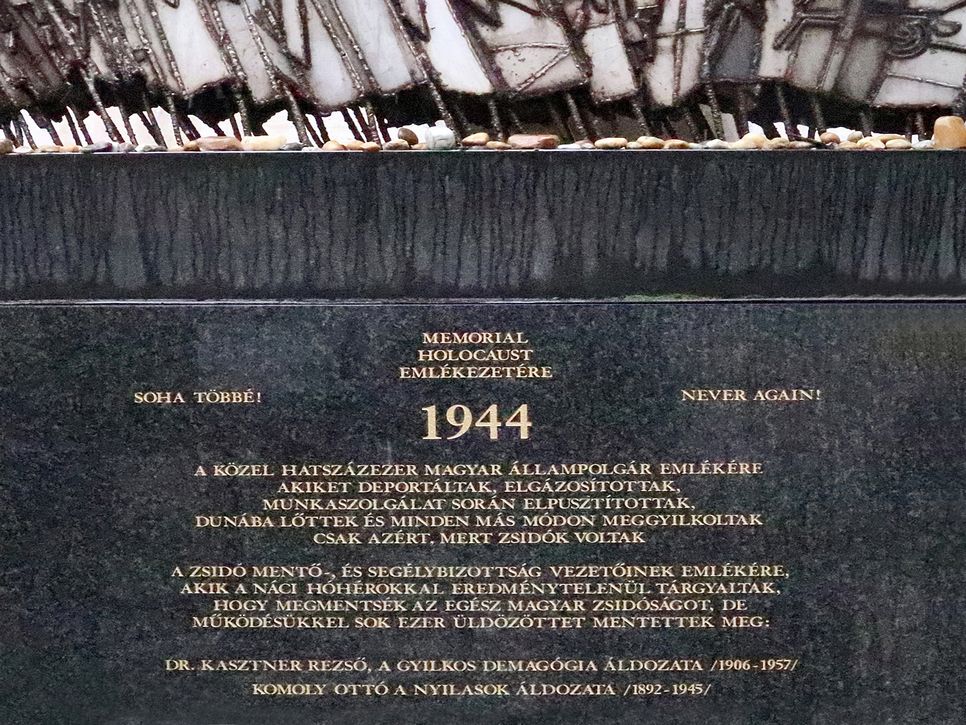 MEMORIAL
HOLOCAUST
EMLÉKEZETÉRE
SOHA TÖBBÉ!
NEVER AGAIN!
1944
A KÖZEL HATSZÁZEZER MAGYAR ÁLLAMPOLGÁR EMLÉKÉRE
AKIKET DEPORTÁLTAK, ELGÁZOSÍTOTTAK,
MUNKASZOLGÁLAT SORÁN ELPUSZTÍTOTTAK,
DUNÁBA LŐTTEK ÉS MINDEN MÁS MÓDON MEGGYILKOLTAK
CSAK AZÉRT, MERT ZSIDÓK VOLTAK
A ZSIDÓ MENTŐ-, ÉS SEGÉLYBIZOTTSÁG VEZETŐINEK EMLÉKÉRE,
AKIK A NÁCI HÓHÉROKKAL EREDMÉNYTELENÜL TÁRGYALTAK,
HOGY MEGMENTSÉK AZ EGÉSZ MAGYAR ZSIDÓSÁGOT, DE
MŰKÖDÉSÜKKEL SOK EZER ÜLDÖZÖTTET MENTETTEK MEG:
DR. KASZTNER REZSŐ, A GYILKOS DEMAGÓGIA ÁLDOZATA /1906-1957/
KOMOLY OTTÓ A NYILASOK ÁLDOZATA /1892-1945/